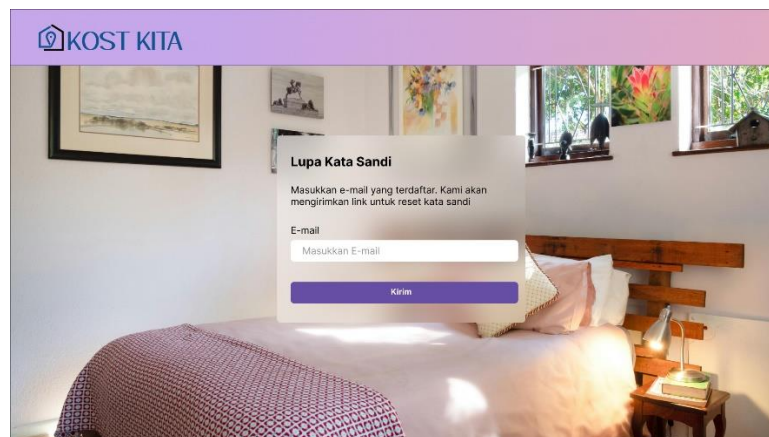 KOST KITA
Lupa Kata Sandi
Masukkan e-mail yang terdaftar. Kami akan
mengirimkan link untuk reset kata sandi
E-mail
Masukkan E-mail
Kirim